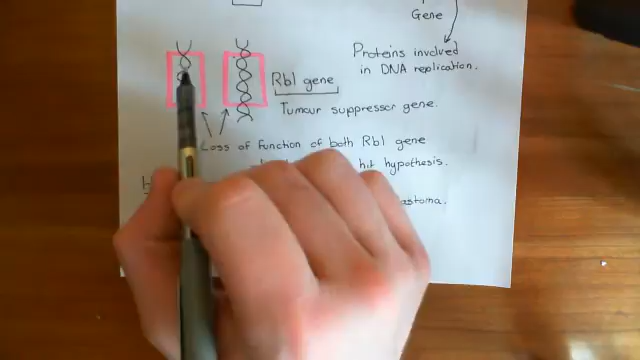 Gene
Proteins involved
in DNA replication.
Rb1 gene
Tumour suppressor gene.
Loss of function of both Rb1 gene
hit hypothesis.